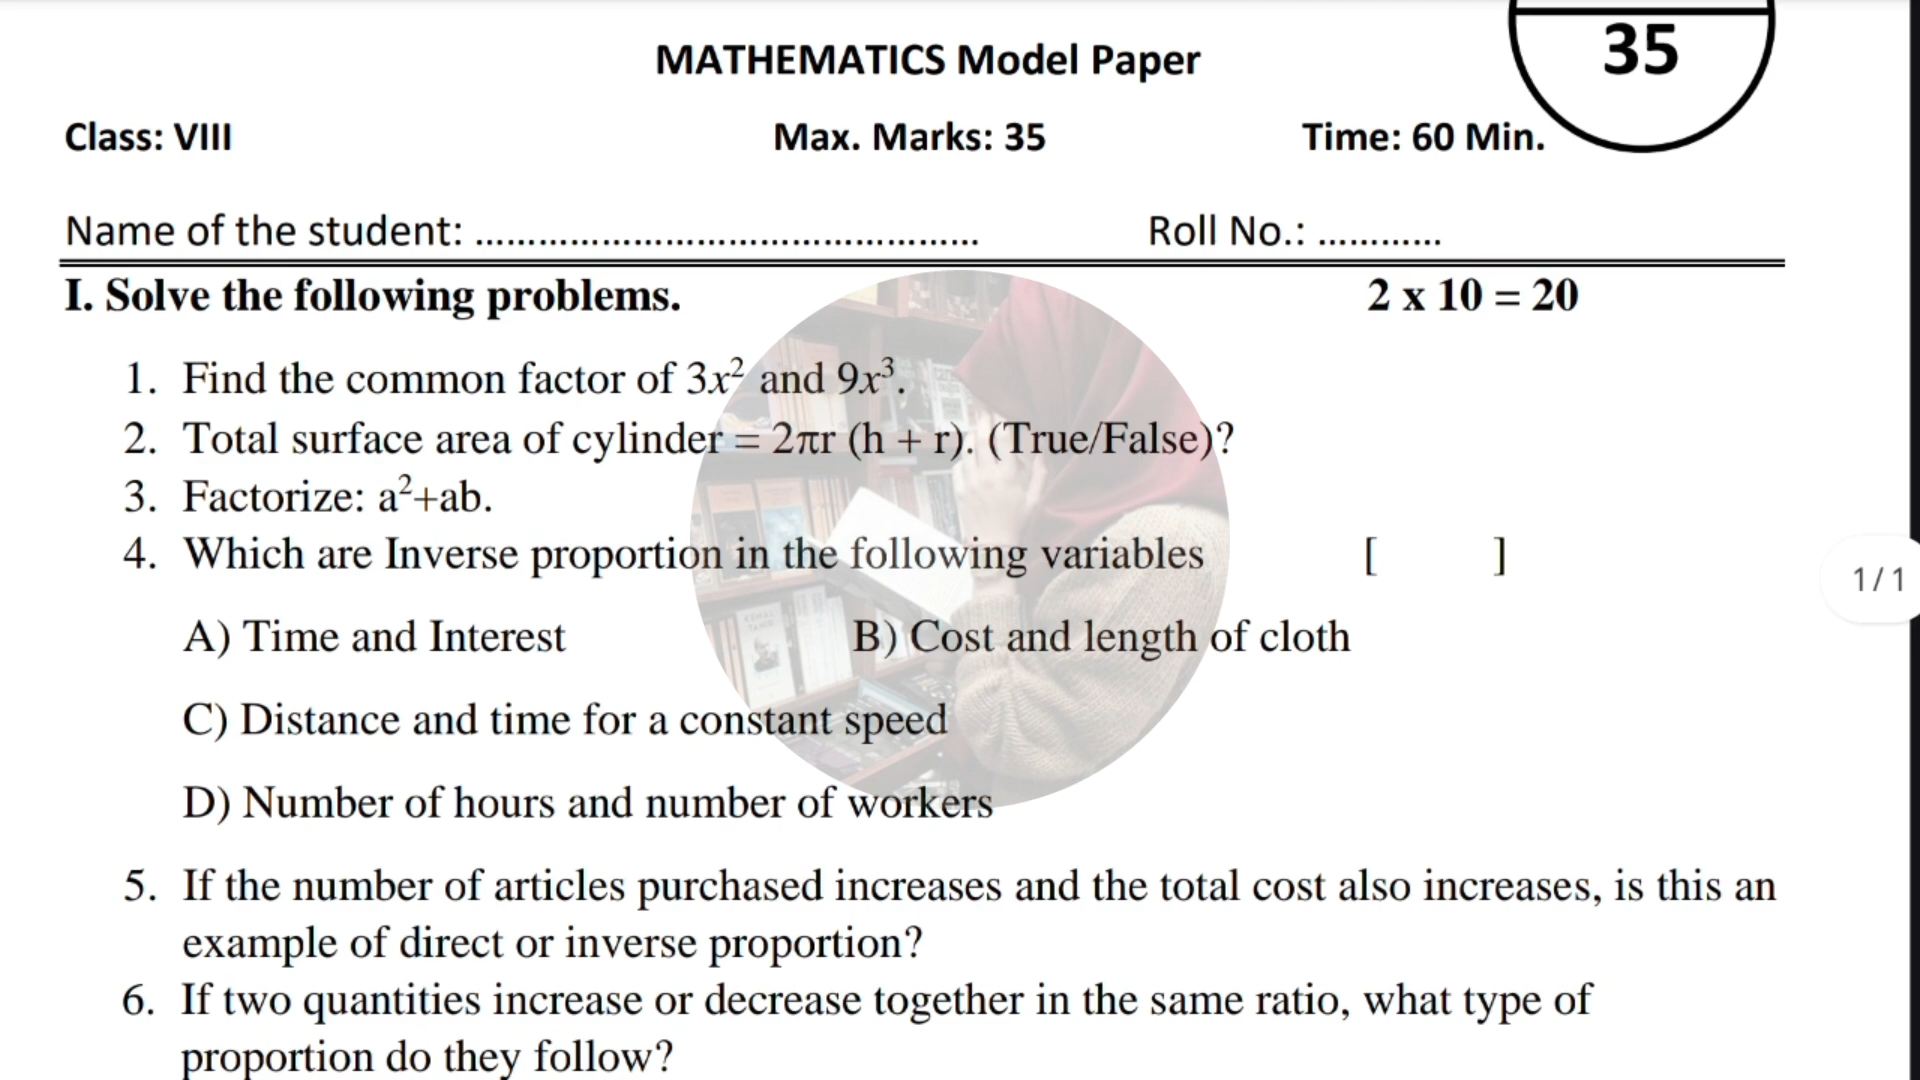 35
MATHEMATICS Model Paper
Class: VIII Max. Marks: 35 Time: 60 Min.
Name of the student: ................................................ Roll No.: ............
I. Solve the following problems. 2 x 10 = 20
1. Find the common factor of 3x² and 9x³.
2. Total surface area of cylinder = 2πr (h + r). (True/False)?
3. Factorize: a²+ab.
4. Which are Inverse proportion in the following variables [ ]
1/1
A) Time and Interest B) Cost and length of cloth
C) Distance and time for a constant speed
D) Number of hours and number of workers
5. If the number of articles purchased increases and the total cost also increases, is this an
example of direct or inverse proportion?
6. If two quantities increase or decrease together in the same ratio, what type of
proportion do they follow?